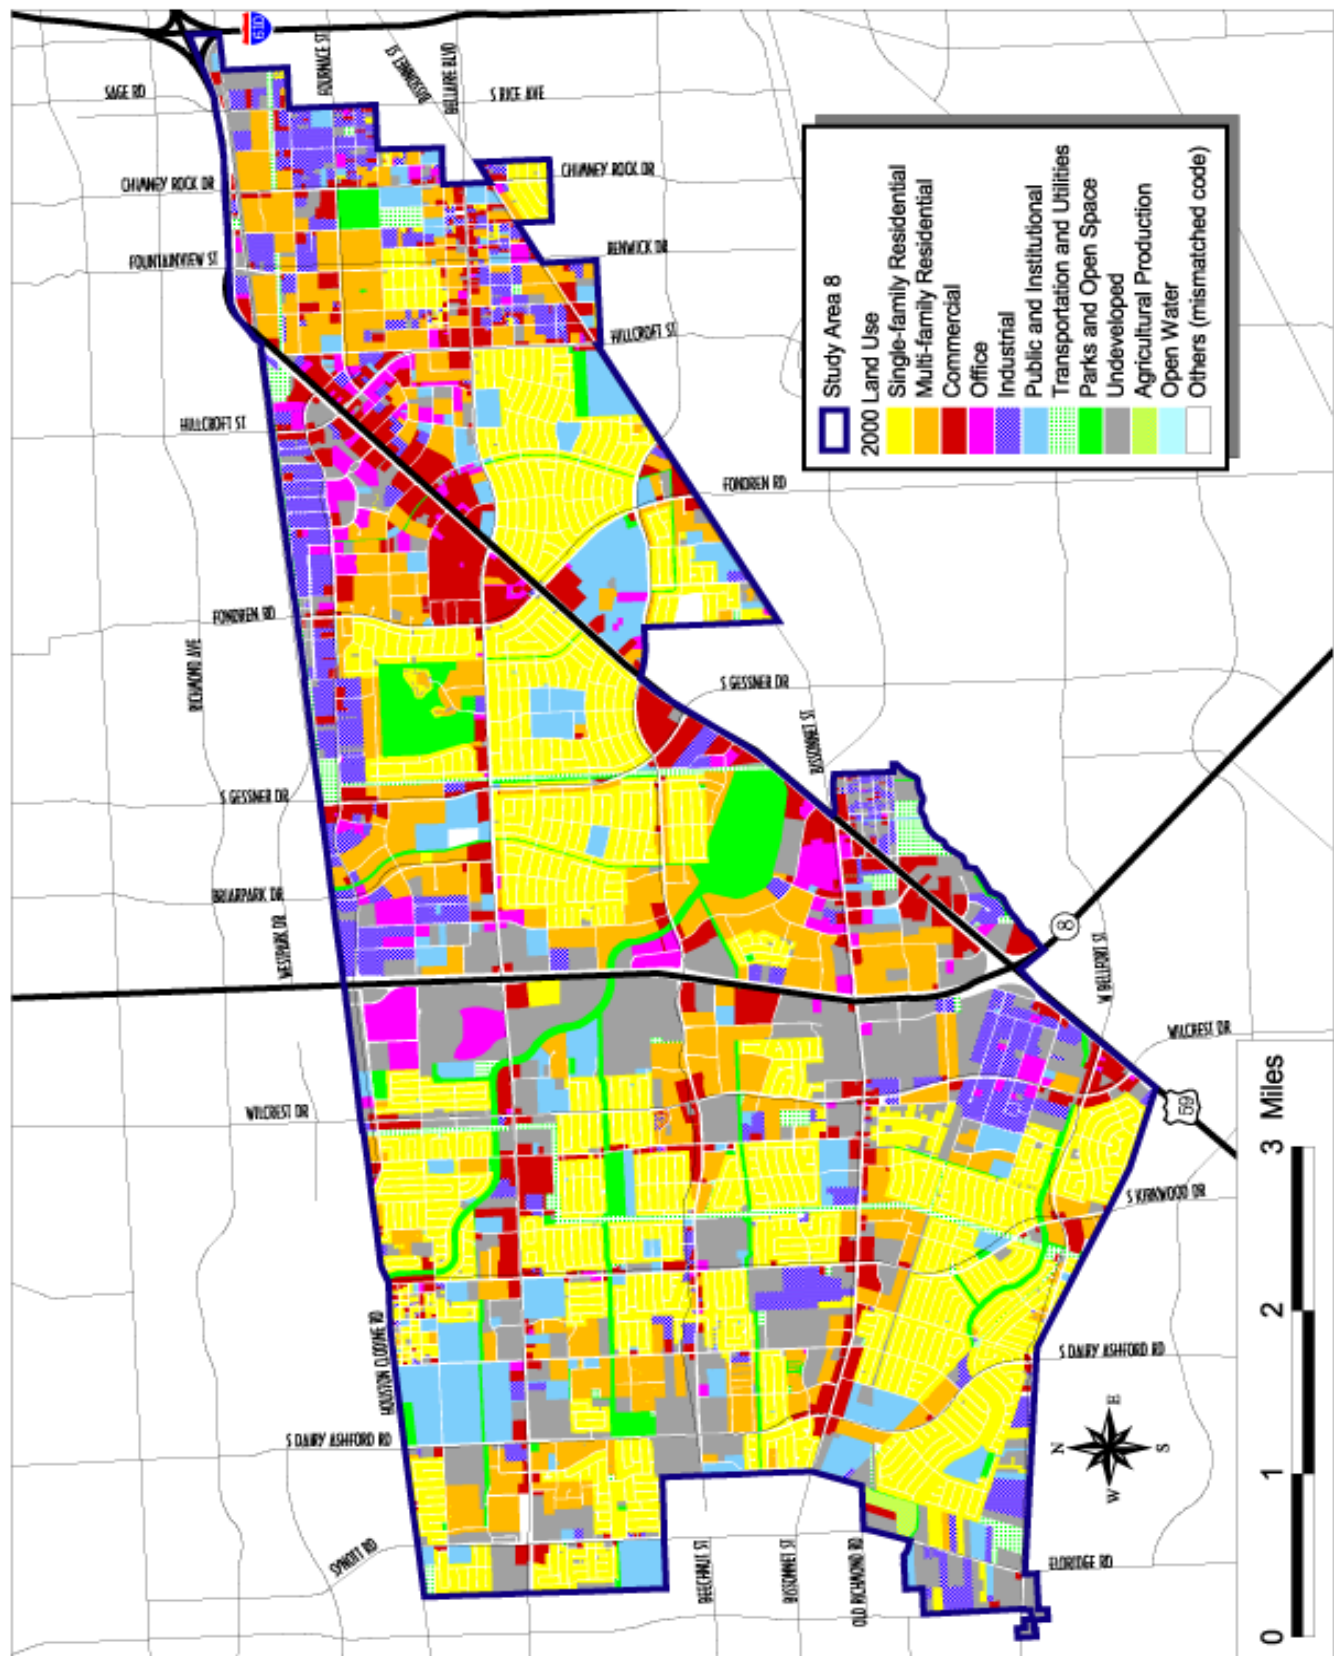 610
SAGE RD
FOURNACE ST
BISSONNET ST
BELLAIRE BLVD
S RICE AVE
CHIMNEY ROCK DR
CHIMNEY ROCK DR
FOUNTAINVIEW ST
RENWICK DR
HILLCROFT ST
HILLCROFT ST
FONDREN RD
FONDREN RD
RICHMOND AVE
S GESSNER DR
BISSONNET ST
S GESSNER DR
BRIARPARK DR
WESTPARK DR
8
W BELLFORT ST
WILCREST DR
WILCREST DR
59
S KIRKWOOD DR
HOUSTON CLODINE RD
S DAIRY ASHFORD RD
S DAIRY ASHFORD RD
SYNOTT RD
BEECHNUT ST
BISSONNET ST
OLD RICHMOND RD
ELDRIDGE RD
Study Area 8
2000 Land Use
Single-family Residential
Multi-family Residential
Commercial
Office
Industrial
Public and Institutional
Transportation and Utilities
Parks and Open Space
Undeveloped
Agricultural Production
Open Water
Others (mismatched code)
N
E
S
W
0 1 2 3 Miles